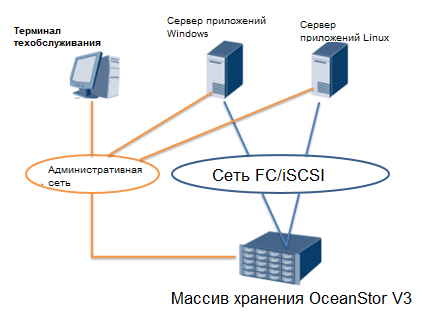 Терминал
техобслуживания
Сервер приложений
Windows
Сервер
приложений Linux
Административная
. сеть
Сеть FC/iSCSI
Массив хранения OceanStor V3